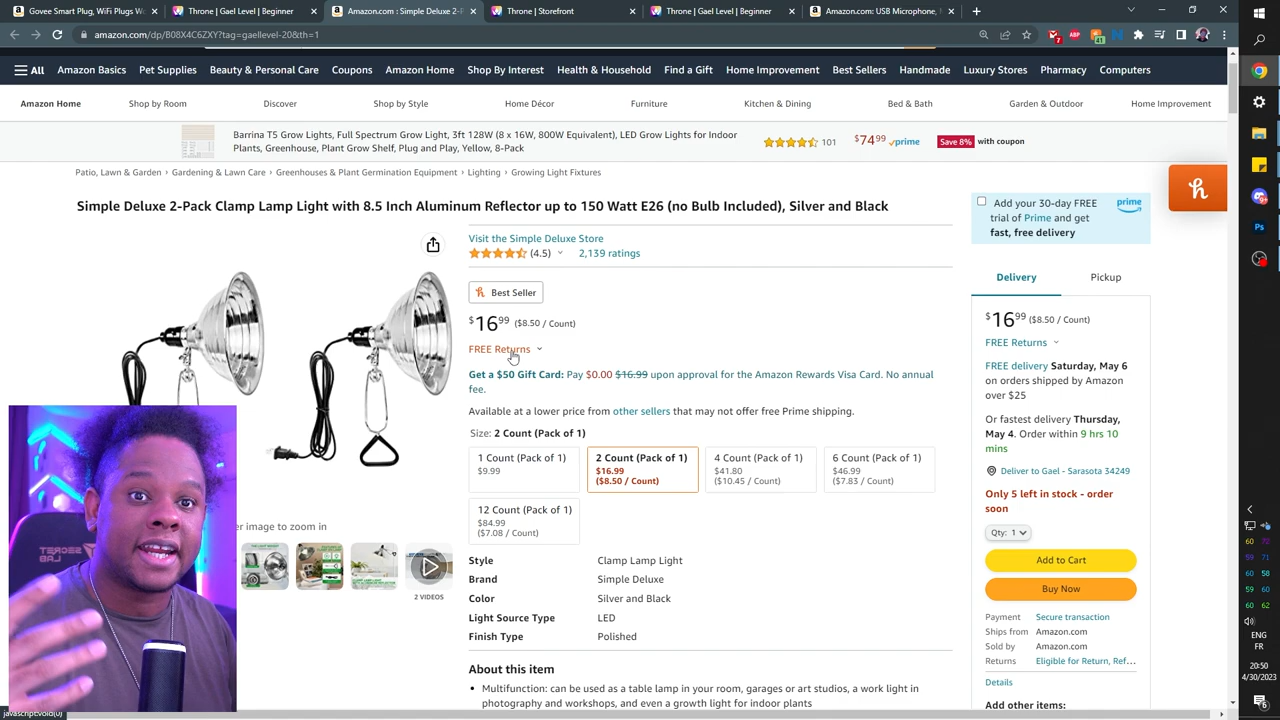 Govee Smart Plug, WiFi Plugs Wo
Throne | Gael Level | Bring your
Amazon.com: Simple Deluxe 2-P
Throne | Storefront
Throne | Gael Level | Bring your
Amazon.com: USB Microphone
amazon.com/dp/B08X4C6ZXY?tag=gaellevel-20&th=1
All
Amazon Basics
Pet Supplies
Beauty & Personal Care
Coupons
Amazon Home
Shop By Interest
Health & Household
Find a Gift
Home Improvement
Best Sellers
Handmade
Luxury Stores
Pharmacy
Computers
Amazon Home
Shop by Room
Discover
Shop by Style
Home Décor
Furniture
Kitchen & Dining
Bed & Bath
Garden & Outdoor
Home Improvement
Barrina T5 Grow Lights, Full Spectrum Grow Light, 3ft 128W (8 x 16W, 800W Equivalent), LED Grow Lights for Indoor
Plants, Greenhouse, Plant Grow Shelf, Plug and Play, Yellow, 8-Pack
101
$74.99 prime
Save 8% with coupon
Patio, Lawn & Garden › Gardening & Lawn Care › Greenhouses & Plant Germination Equipment › Lighting › Growing Light Fixtures
Simple Deluxe 2-Pack Clamp Lamp Light with 8.5 Inch Aluminum Reflector up to 150 Watt E26 (no Bulb Included), Silver and Black
Visit the Simple Deluxe Store
(4.5) 2,139 ratings
Best Seller
$16.99 ($8.50 / Count)
FREE Returns
Get a $50 Gift Card: Pay $0.00 $16.99 upon approval for the Amazon Rewards Visa Card. No annual
fee.
Available at a lower price from other sellers that may not offer free Prime shipping.
Size: 2 Count (Pack of 1)
1 Count (Pack of 1)
$9.99
2 Count (Pack of 1)
$16.99
($8.50 / Count)
4 Count (Pack of 1)
$41.80
($10.45 / Count)
6 Count (Pack of 1)
$46.99
($7.83 / Count)
12 Count (Pack of 1)
$84.99
($7.08 / Count)
er image to zoom in
2 VIDEOS
Style Clamp Lamp Light
Brand Simple Deluxe
Color Silver and Black
Light Source Type LED
Finish Type Polished
About this item
• Multifunction: can be used as a table lamp in your room, garages or art studios, a work light in
photography and workshops, and even a growth light for indoor plants
Add your 30-day FREE
trial of Prime and get
fast, free delivery
prime
Delivery
Pickup
$16.99 ($8.50 / Count)
FREE Returns
FREE delivery Saturday, May 6
on orders shipped by Amazon
over $25
Or fastest delivery Thursday,
May 4. Order within 9 hrs 10
mins
Deliver to Gael - Sarasota 34249
Only 5 left in stock - order
soon
Qty: 1
Add to Cart
Buy Now
Payment Secure transaction
Ships from Amazon.com
Sold by Amazon.com
Returns Eligible for Return, Ref…
Details
Add other items:
javascript:void(0)
60 72
59 71
60 58
59 60
60 62
ENG
FR
20:50
4/30/2023